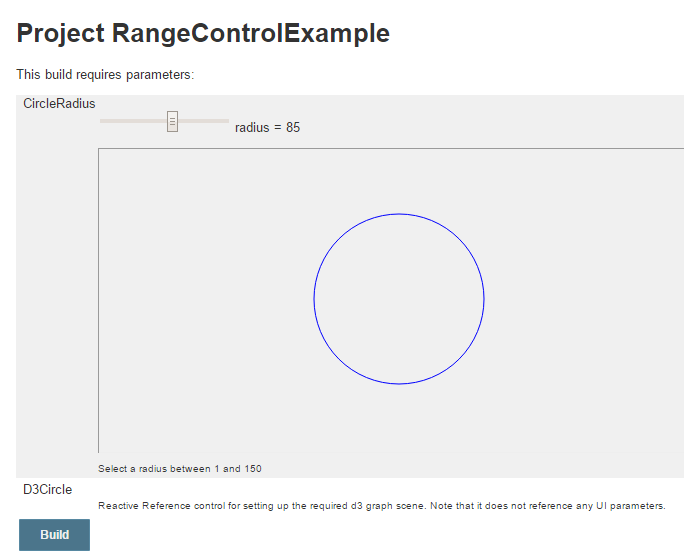 Project RangeControlExample
This build requires parameters:
CircleRadius
radius = 85
Select a radius between 1 and 150
D3Circle
Reactive Reference control for setting up the required d3 graph scene. Note that it does not reference any UI parameters.
Build